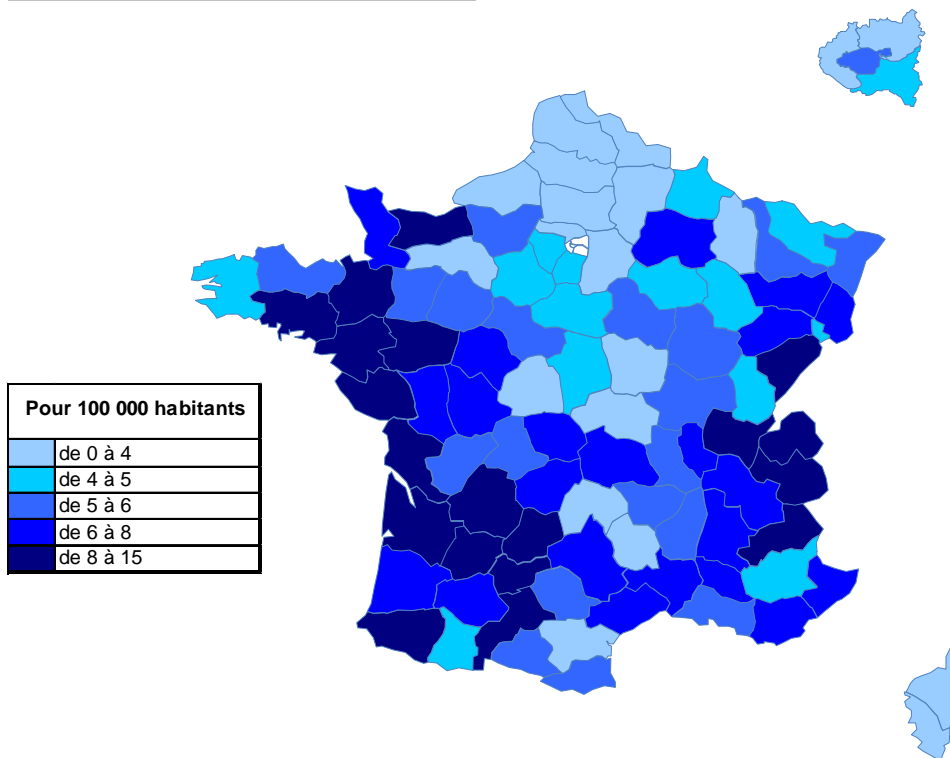 Pour 100 000 habitants
de 0 à 4
de 4 à 5
de 5 à 6
de 6 à 8
de 8 à 15